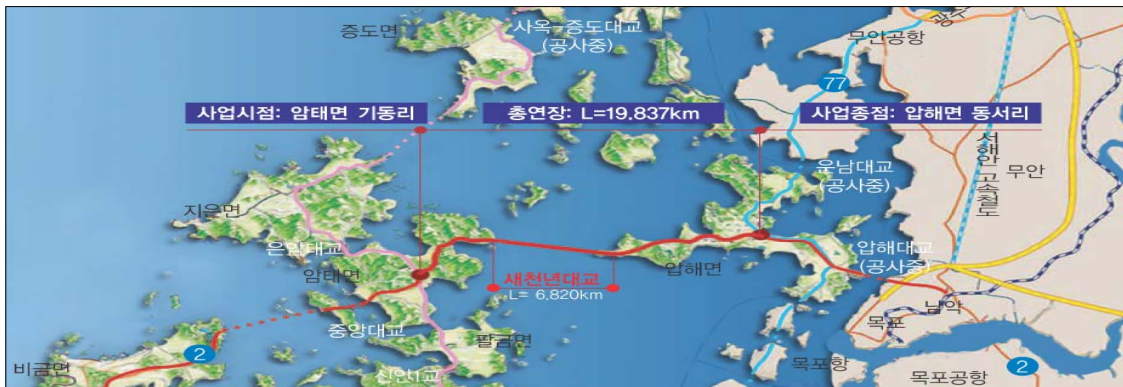 증도면
사옥-증도대교
(공사중)
무안공항
광주
77
사업시점: 암태면 기동리
총연장: L=19.837km
사업종점: 압해면 동서리
서해안고속철도
무안
운남대교
(공사중)
지은면
은암대교
암태면
새천년대교
L= 6,820km
압해면
압해대교
(공사중)
중앙대교
팔금면
신안1교
비금면
2
목포
남악
목포항
목포공항
2